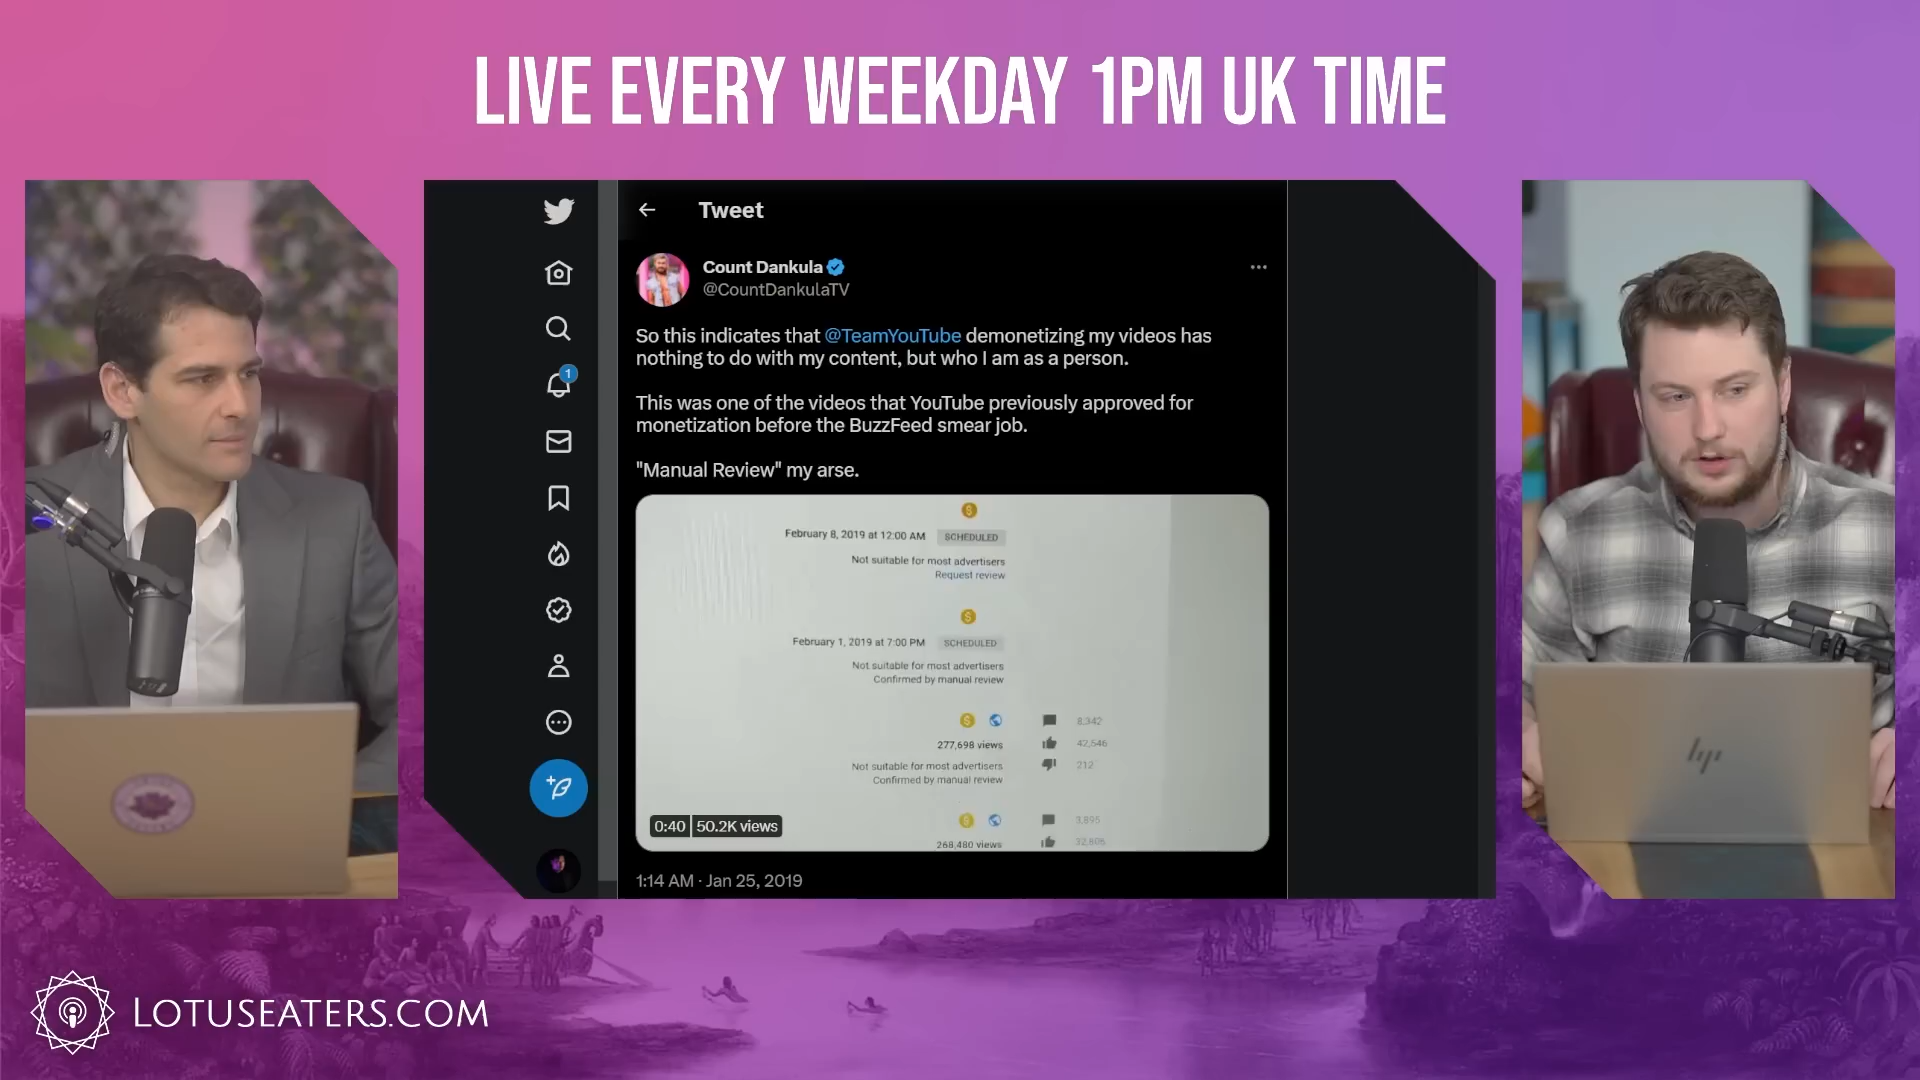 LIVE EVERY WEEKDAY 1PM UK TIME
Tweet
Count Dankula
@CountDankulaTV
So this indicates that @TeamYouTube demonetizing my videos has
nothing to do with my content, but who I am as a person.
This was one of the videos that YouTube previously approved for
monetization before the BuzzFeed smear job.
"Manual Review" my arse.
February 8, 2019 at 12:00 AM SCHEDULED
Not suitable for most advertisers
Request review
February 1, 2019 at 7:00 PM SCHEDULED
Not suitable for most advertisers
Confirmed by manual review
8,342
277,698 views 42,546
Not suitable for most advertisers 212
Confirmed by manual review
3,895
268,480 views
0:40 50.2K views
1:14 AM · Jan 25, 2019
1
hp
LOTUSEATERS.COM